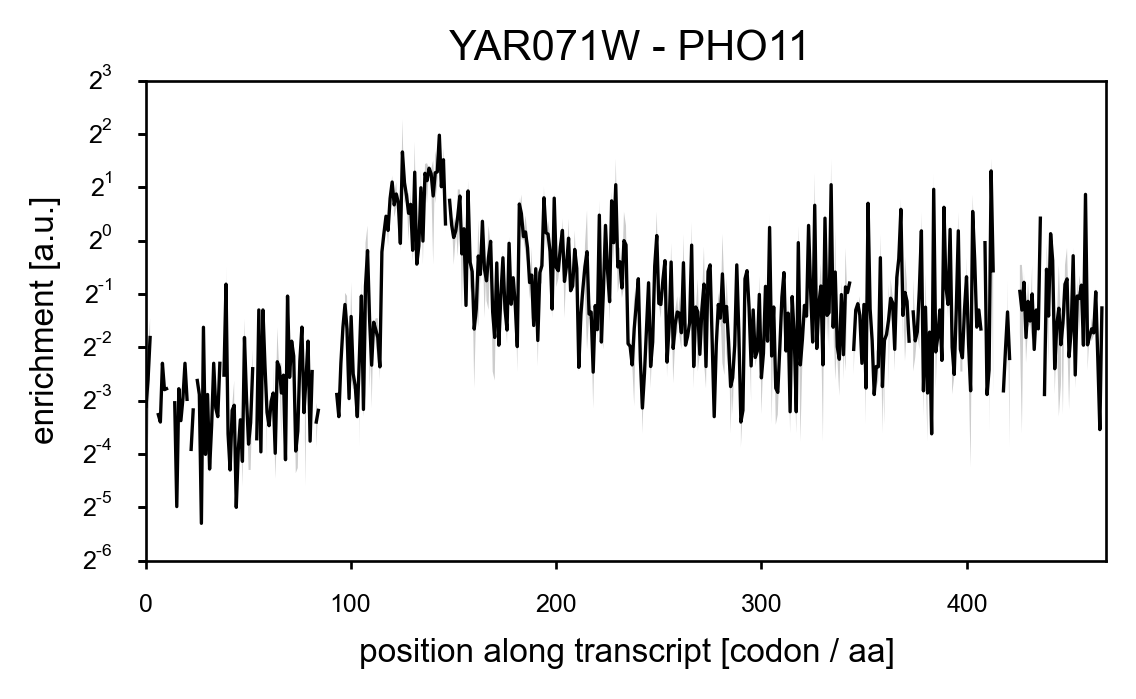 YAR071W - PHO11
enrichment [a.u.]
2^3
2^2
2^1
2^0
2^-1
2^-2
2^-3
2^-4
2^-5
2^-6
0 100 200 300 400
position along transcript [codon / aa]